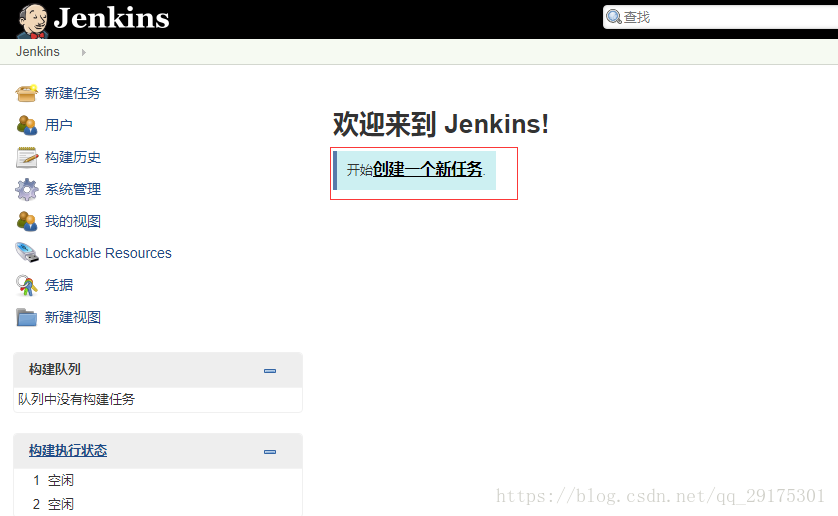 Jenkins
查找
Jenkins
新建任务
用户
构建历史
系统管理
我的视图
Lockable Resources
凭据
新建视图
构建队列
队列中没有构建任务
构建执行状态
1 空闲
2 空闲
欢迎来到 Jenkins!
开始创建一个新任务.
https://blog.csdn.net/qq_29175301